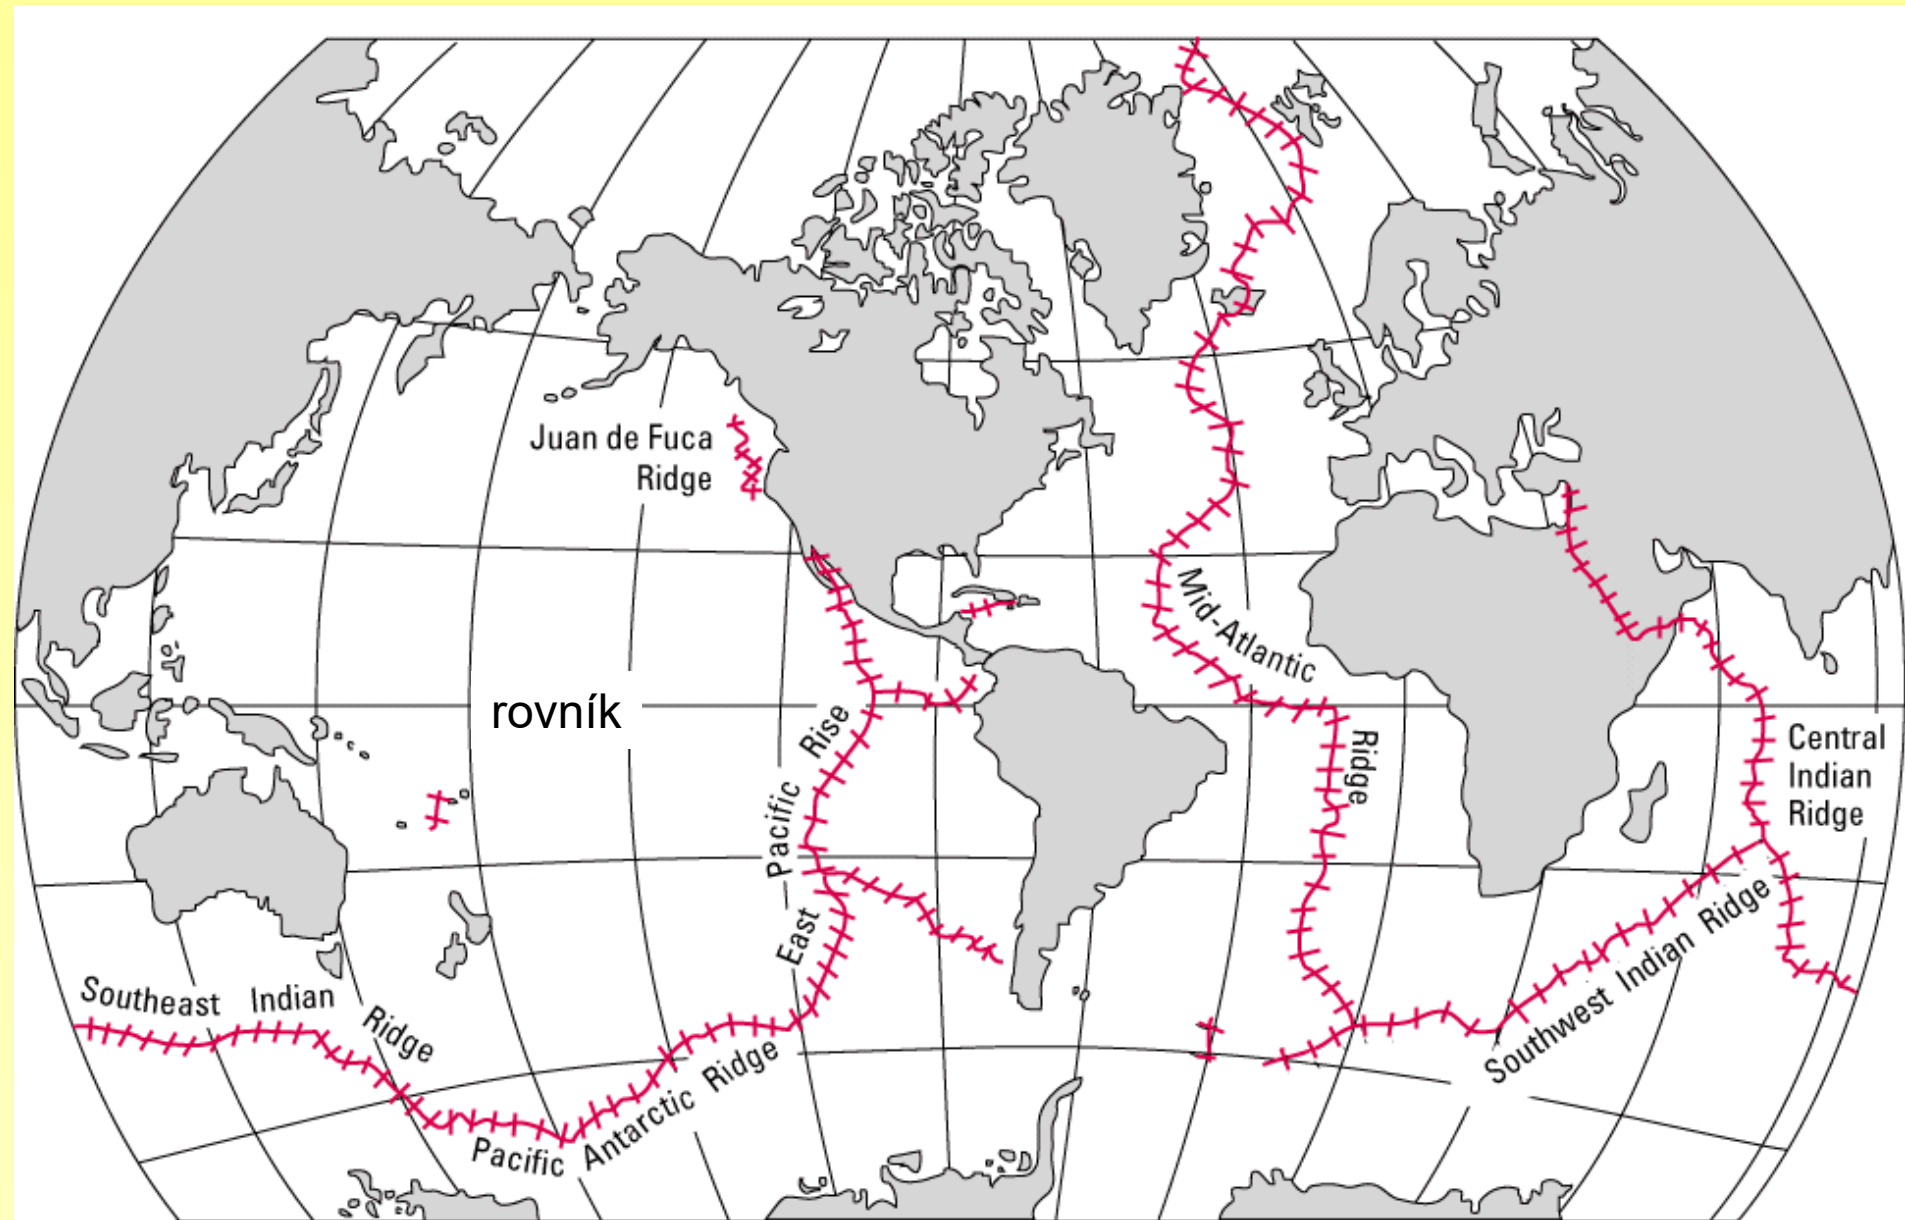 Juan de Fuca
Ridge
Mid-Atlantic
Ridge
rovník
East Pacific Rise
Central
Indian
Ridge
Southeast Indian Ridge
Pacific Antarctic Ridge
Southwest Indian Ridge